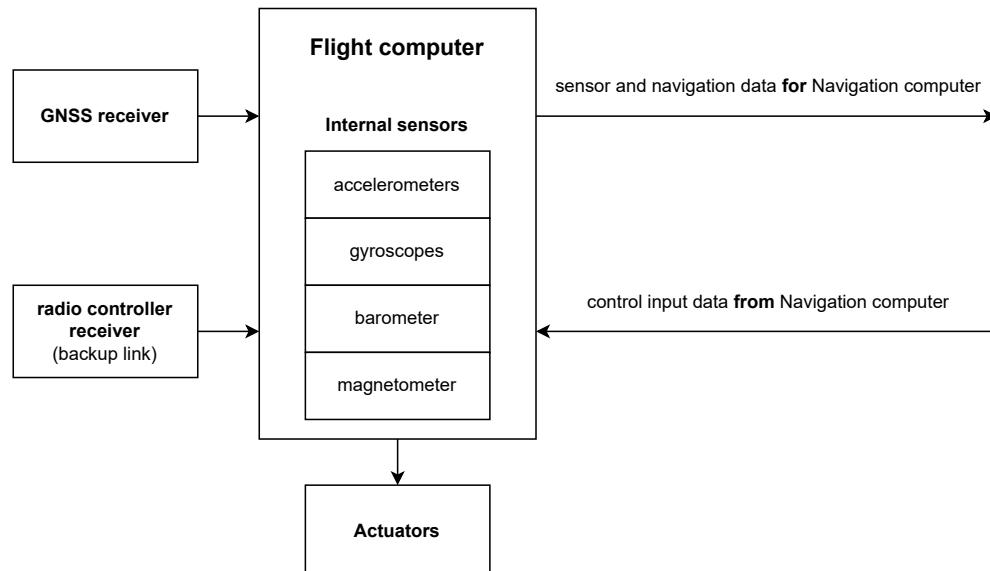 Flight computer
GNSS receiver
sensor and navigation data for Navigation computer
Internal sensors
accelerometers
gyroscopes
barometer
magnetometer
radio controller
receiver
(backup link)
control input data from Navigation computer
Actuators